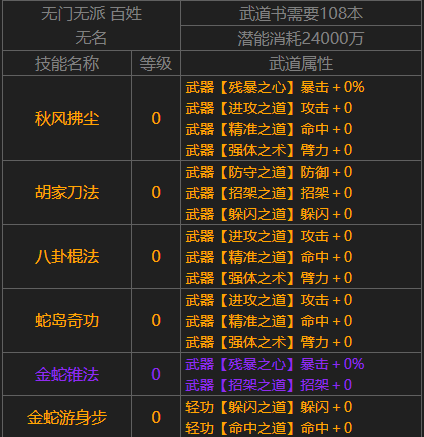 无门无派 百姓
无名
武道书需要108本
潜能消耗24000万
技能名称 等级 武道属性
秋风拂尘 0
武器【残暴之心】暴击+0%
武器【进攻之道】攻击+0
武器【精准之道】命中+0
武器【强体之术】臂力+0
胡家刀法 0
武器【防守之道】防御+0
武器【招架之道】招架+0
武器【躲闪之道】躲闪+0
八卦棍法 0
武器【进攻之道】攻击+0
武器【精准之道】命中+0
武器【强体之术】臂力+0
蛇岛奇功 0
武器【进攻之道】攻击+0
武器【精准之道】命中+0
武器【强体之术】臂力+0
金蛇锥法 0
武器【残暴之心】暴击+0%
武器【招架之道】招架+0
金蛇游身步 0
轻功【躲闪之道】躲闪+0
轻功【命中之道】命中+0